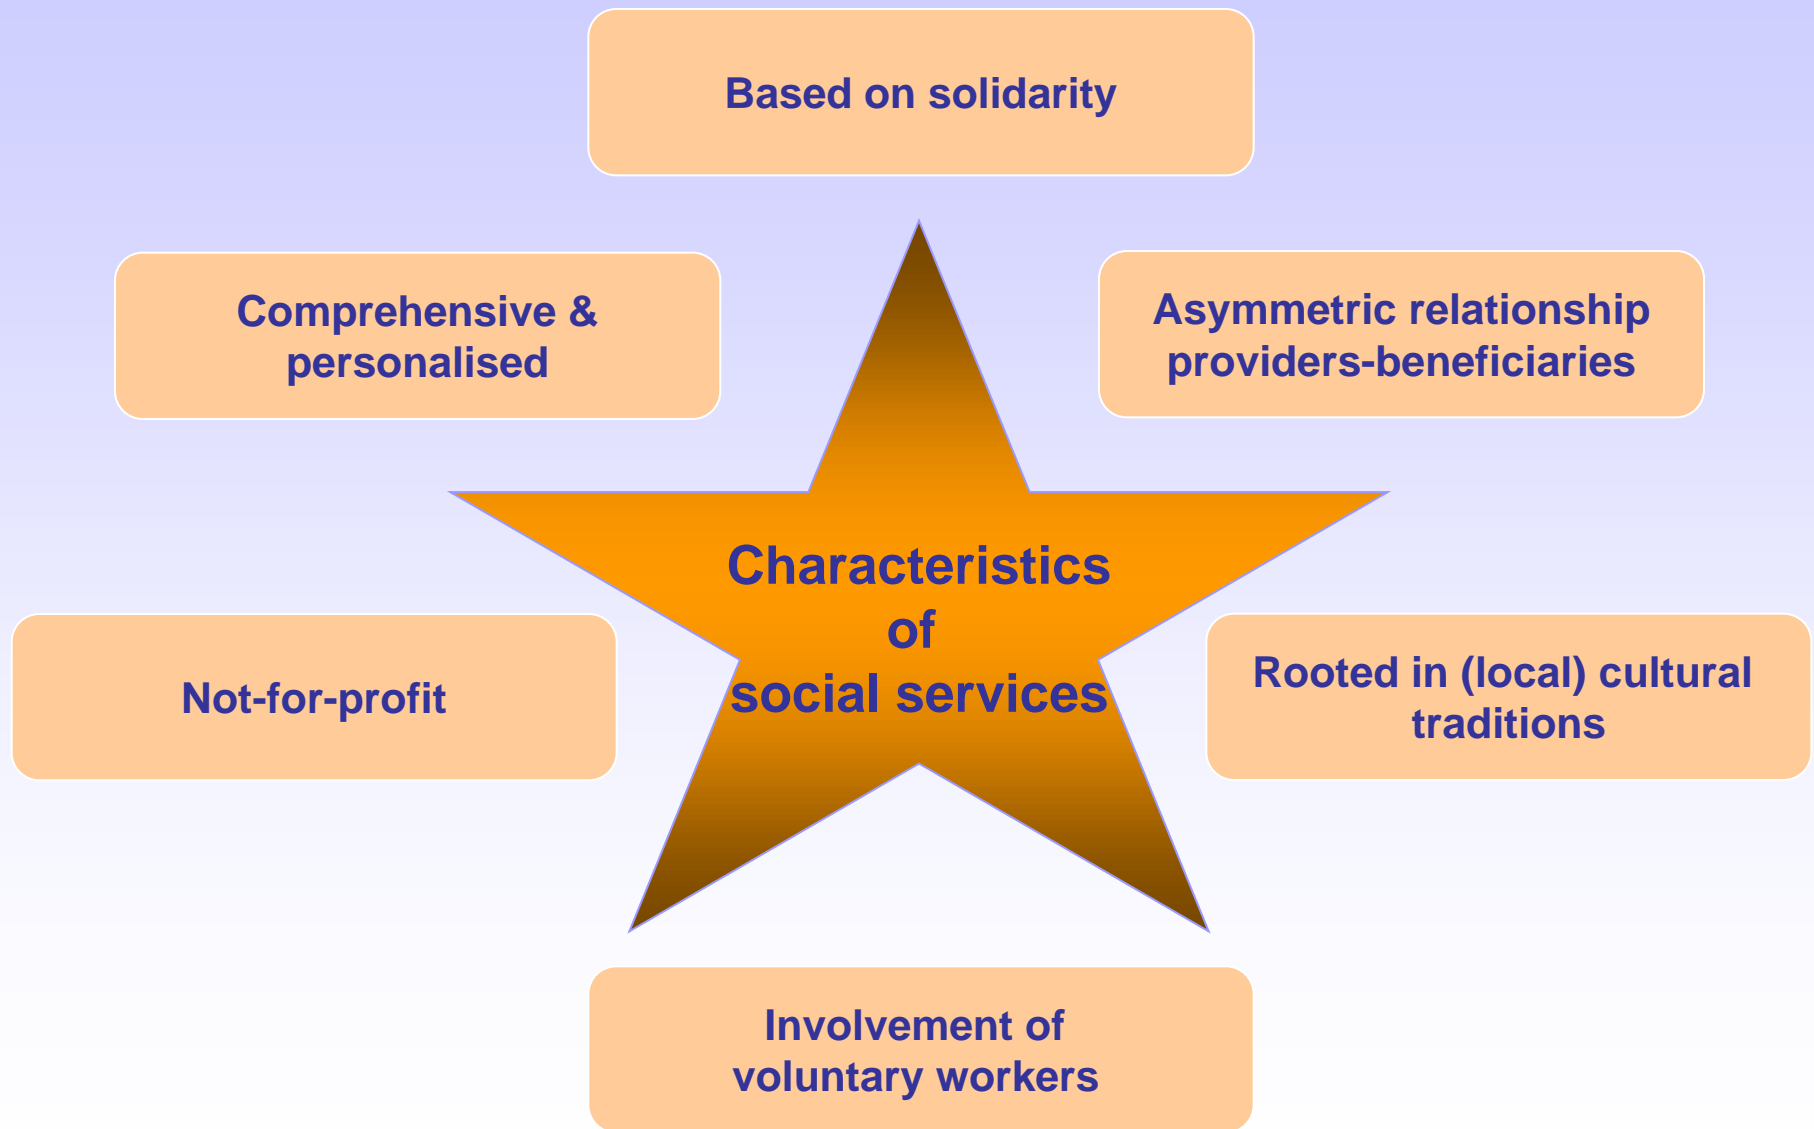 Based on solidarity
Comprehensive &
personalised
Asymmetric relationship
providers-beneficiaries
Characteristics
of
social services
Not-for-profit
Rooted in (local) cultural
traditions
Involvement of
voluntary workers